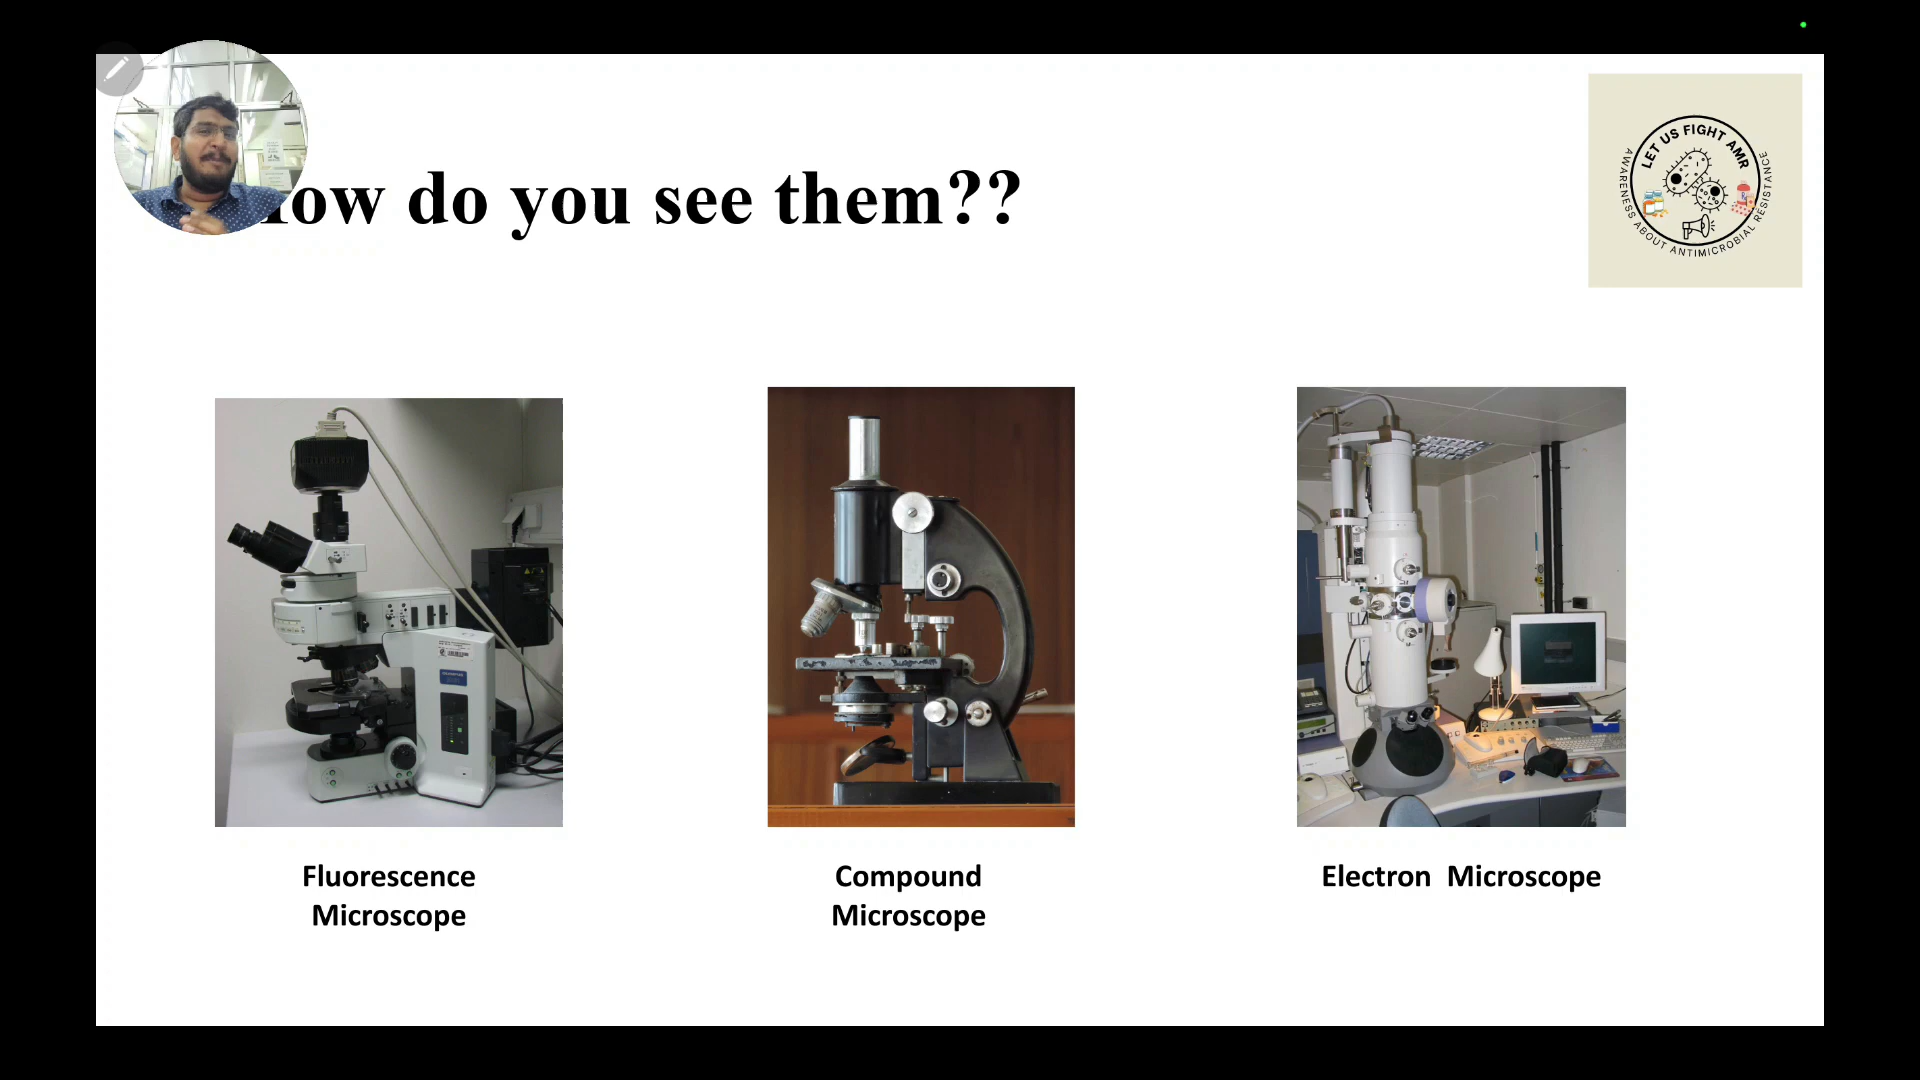 How do you see them??
LET US FIGHT AMR
AWARENESS ABOUT ANTIMICROBIAL RESISTANCE
Fluorescence
Microscope
Compound
Microscope
Electron Microscope